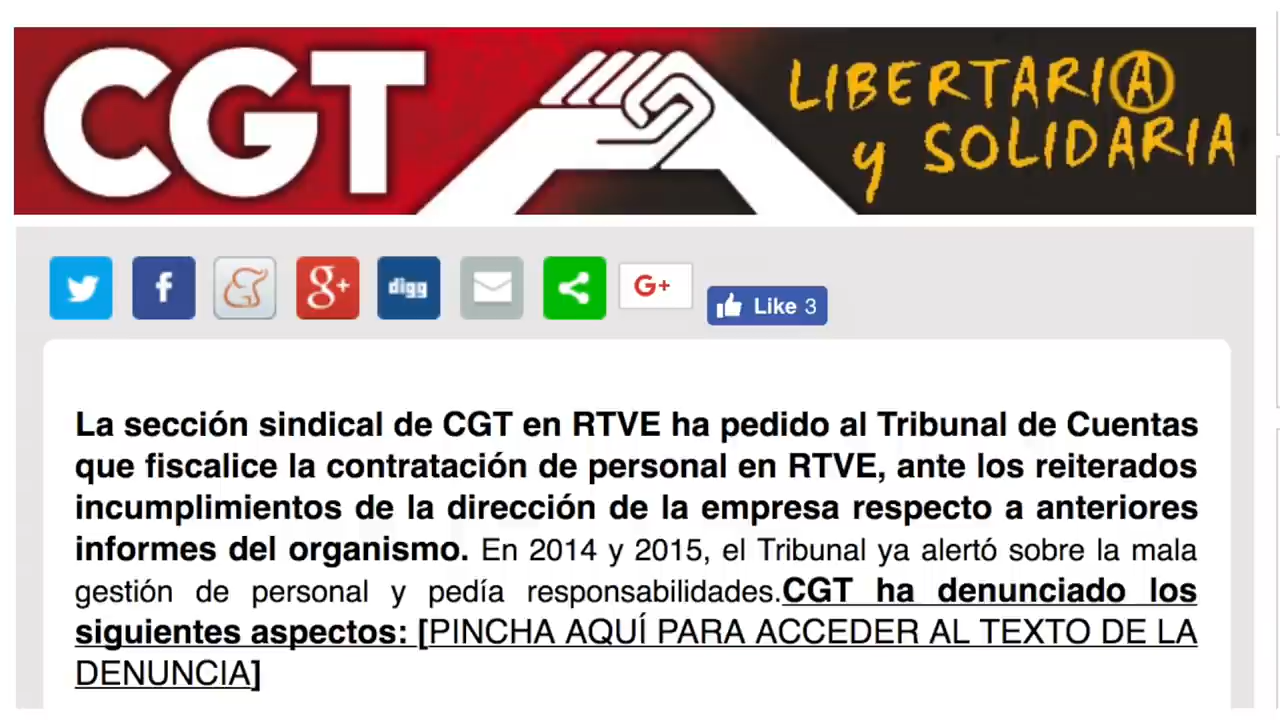 CGT
LIBERTARIA
y SOLIDARIA
f
g+
digg
G+
Like 3
La sección sindical de CGT en RTVE ha pedido al Tribunal de Cuentas
que fiscalice la contratación de personal en RTVE, ante los reiterados
incumplimientos de la dirección de la empresa respecto a anteriores
informes del organismo. En 2014 y 2015, el Tribunal ya alertó sobre la mala
gestión de personal y pedía responsabilidades.CGT ha denunciado los
siguientes aspectos: [PINCHA AQUÍ PARA ACCEDER AL TEXTO DE LA
DENUNCIA]